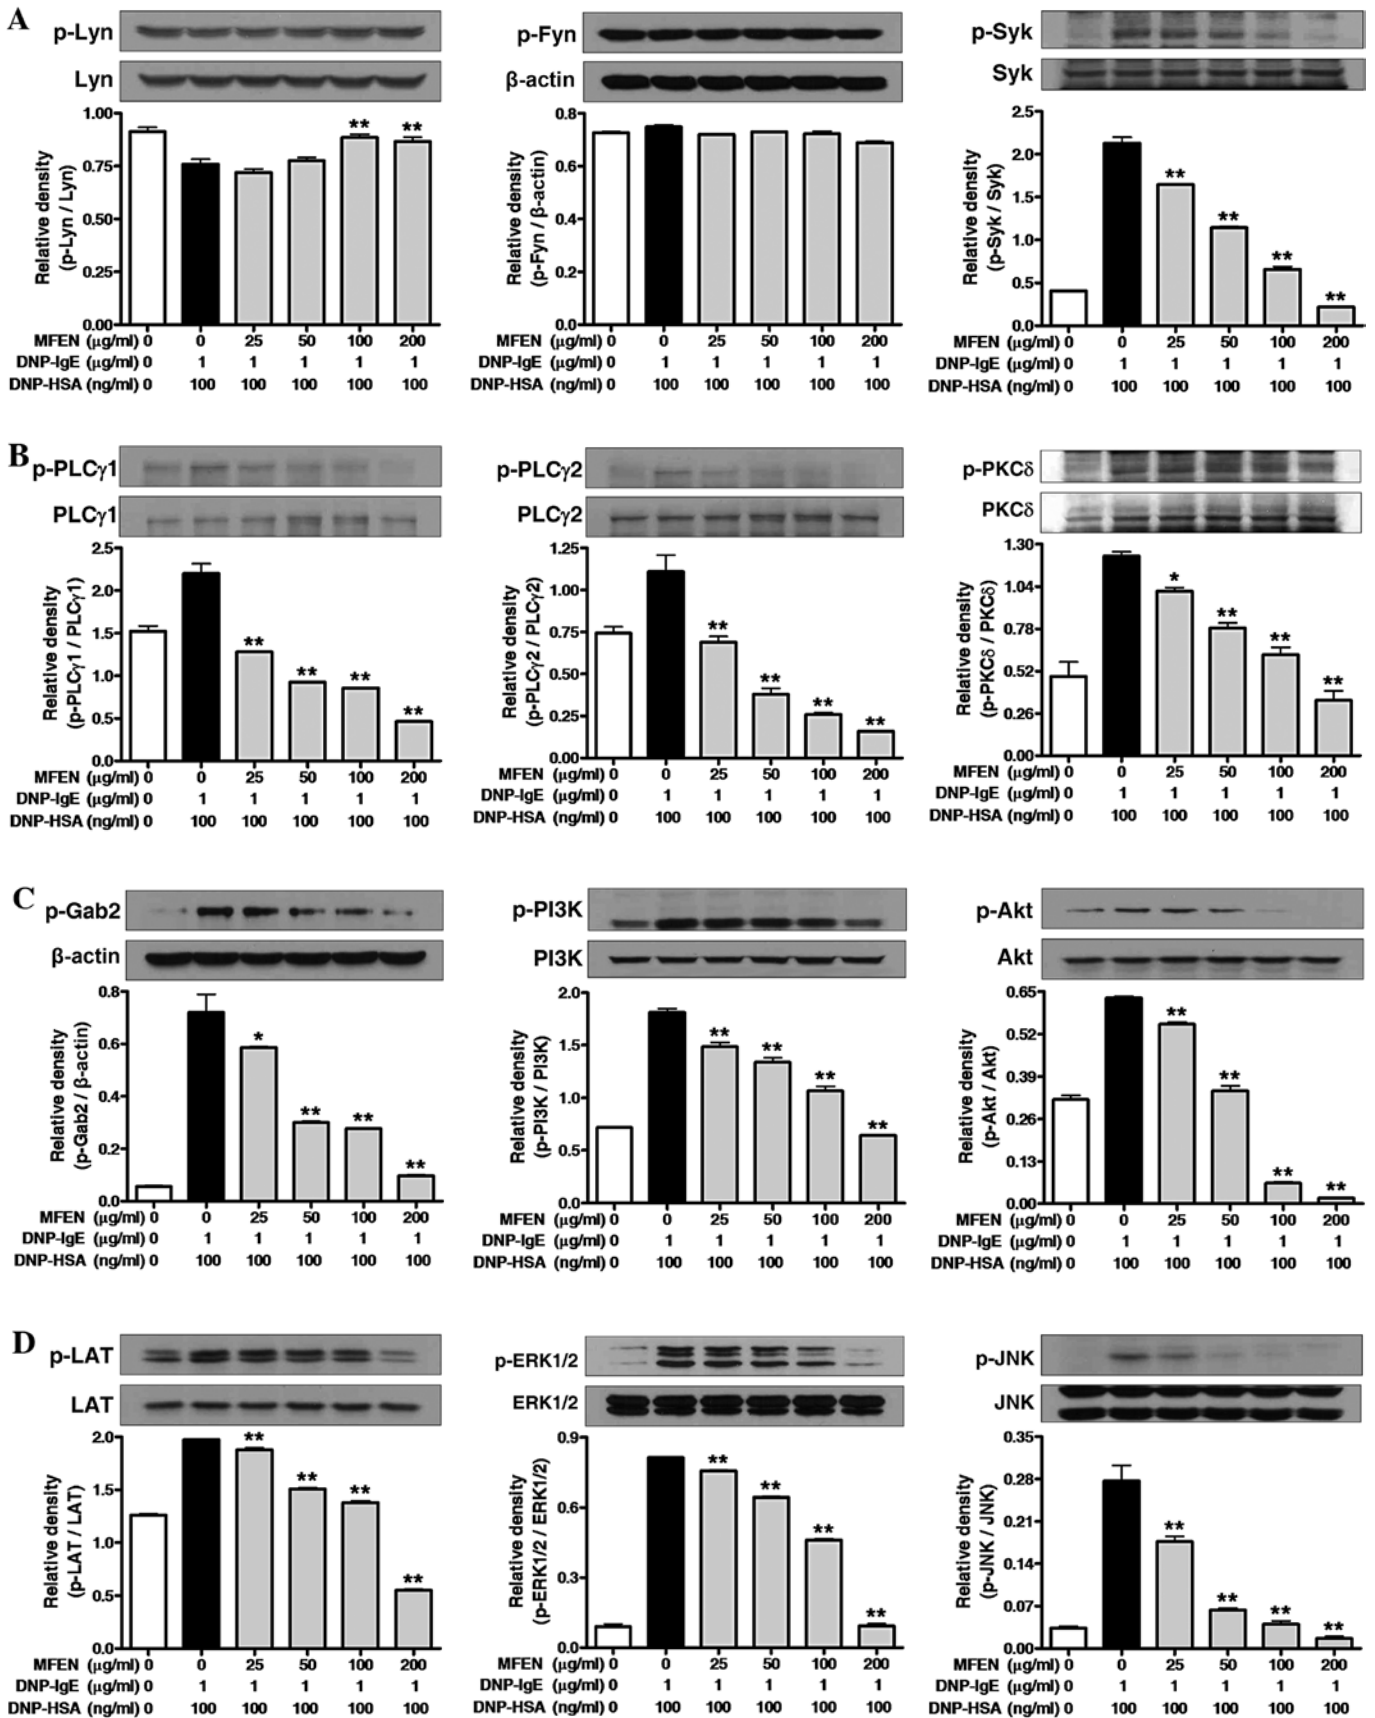 A
p-Lyn
Lyn
1.00
0.75
0.50
0.25
0.00
Relative density
(p-Lyn / Lyn)
** **
MFEN (μg/ml) 0 0 25 50 100 200
DNP-IgE (μg/ml) 0 1 1 1 1 1
DNP-HSA (ng/ml) 0 100 100 100 100 100
p-Fyn
β-actin
0.8
0.6
0.4
0.2
0.0
Relative density
(p-Fyn / β-actin)
MFEN (μg/ml) 0 0 25 50 100 200
DNP-IgE (μg/ml) 0 1 1 1 1 1
DNP-HSA (ng/ml) 0 100 100 100 100 100
p-Syk
Syk
2.5
2.0
1.5
1.0
0.5
0.0
Relative density
(p-Syk / Syk)
** ** ** **
MFEN (μg/ml) 0 0 25 50 100 200
DNP-IgE (μg/ml) 0 1 1 1 1 1
DNP-HSA (ng/ml) 0 100 100 100 100 100
B
p-PLCγ1
PLCγ1
2.5
2.0
1.5
1.0
0.5
0.0
Relative density
(p-PLCγ1 / PLCγ1)
** ** ** **
MFEN (μg/ml) 0 0 25 50 100 200
DNP-IgE (μg/ml) 0 1 1 1 1 1
DNP-HSA (ng/ml) 0 100 100 100 100 100
p-PLCγ2
PLCγ2
1.25
1.00
0.75
0.50
0.25
0.00
Relative density
(p-PLCγ2 / PLCγ2)
** ** ** **
MFEN (μg/ml) 0 0 25 50 100 200
DNP-IgE (μg/ml) 0 1 1 1 1 1
DNP-HSA (ng/ml) 0 100 100 100 100 100
p-PKCδ
PKCδ
1.30
1.04
0.78
0.52
0.26
0.00
Relative density
(p-PKCδ / PKCδ)
* ** ** **
MFEN (μg/ml) 0 0 25 50 100 200
DNP-IgE (μg/ml) 0 1 1 1 1 1
DNP-HSA (ng/ml) 0 100 100 100 100 100
C
p-Gab2
β-actin
0.8
0.6
0.4
0.2
0.0
Relative density
(p-Gab2 / β-actin)
* ** ** **
MFEN (μg/ml) 0 0 25 50 100 200
DNP-IgE (μg/ml) 0 1 1 1 1 1
DNP-HSA (ng/ml) 0 100 100 100 100 100
p-PI3K
PI3K
2.0
1.5
1.0
0.5
0.0
Relative density
(p-PI3K / PI3K)
** ** ** **
MFEN (μg/ml) 0 0 25 50 100 200
DNP-IgE (μg/ml) 0 1 1 1 1 1
DNP-HSA (ng/ml) 0 100 100 100 100 100
p-Akt
Akt
0.65
0.52
0.39
0.26
0.13
0.00
Relative density
(p-Akt / Akt)
** ** ** **
MFEN (μg/ml) 0 0 25 50 100 200
DNP-IgE (μg/ml) 0 1 1 1 1 1
DNP-HSA (ng/ml) 0 100 100 100 100 100
D
p-LAT
LAT
2.0
1.5
1.0
0.5
0.0
Relative density
(p-LAT / LAT)
** ** ** **
MFEN (μg/ml) 0 0 25 50 100 200
DNP-IgE (μg/ml) 0 1 1 1 1 1
DNP-HSA (ng/ml) 0 100 100 100 100 100
p-ERK1/2
ERK1/2
0.9
0.6
0.3
0.0
Relative density
(p-ERK1/2 / ERK1/2)
** ** ** **
MFEN (μg/ml) 0 0 25 50 100 200
DNP-IgE (μg/ml) 0 1 1 1 1 1
DNP-HSA (ng/ml) 0 100 100 100 100 100
p-JNK
JNK
0.35
0.28
0.21
0.14
0.07
0.00
Relative density
(p-JNK / JNK)
** ** ** **
MFEN (μg/ml) 0 0 25 50 100 200
DNP-IgE (μg/ml) 0 1 1 1 1 1
DNP-HSA (ng/ml) 0 100 100 100 100 100